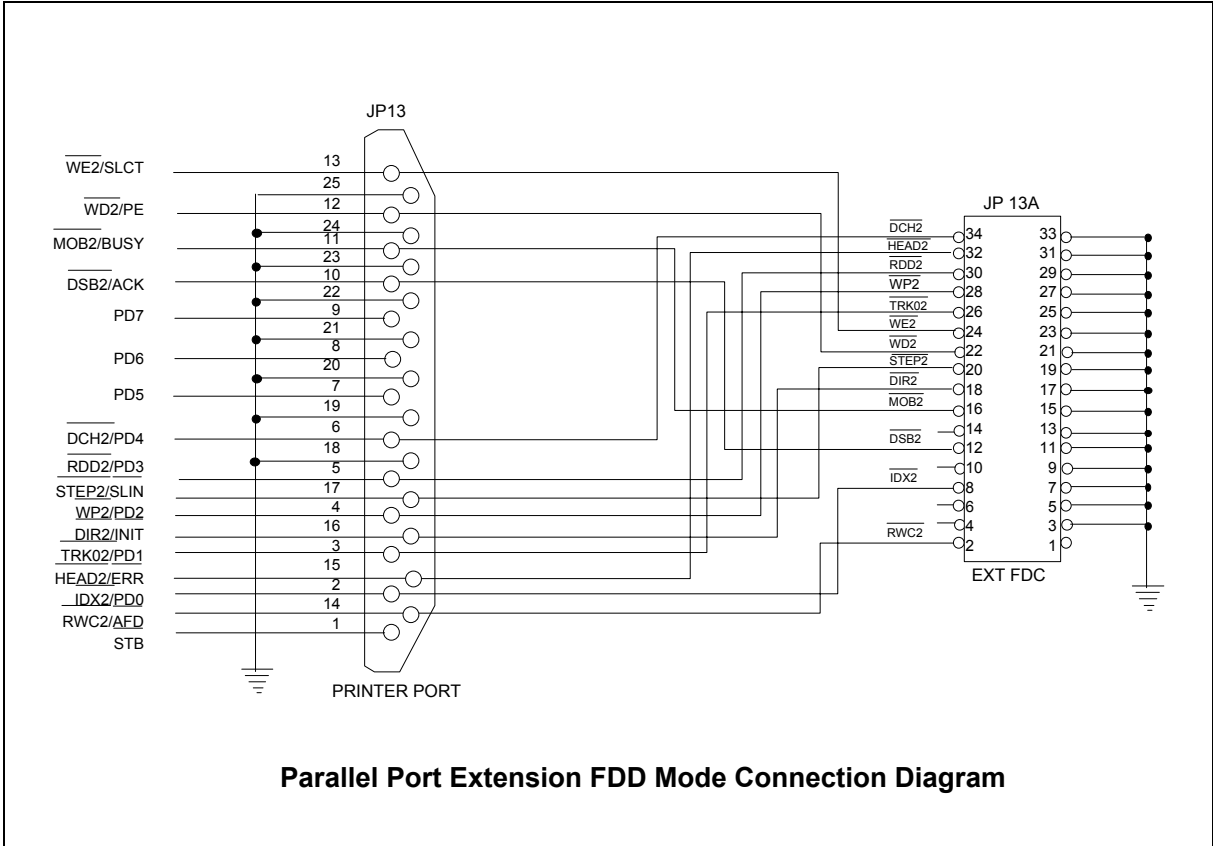 JP13
WE2/SLCT
WD2/PE
MOB2/BUSY
DSB2/ACK
PD7
PD6
PD5
DCH2/PD4
RDD2/PD3
STEP2/SLIN
WP2/PD2
DIR2/INIT
TRK02/PD1
HEAD2/ERR
IDX2/PD0
RWC2/AFD
STB
13
25
12
24
11
23
10
22
9
21
8
20
7
19
6
18
5
17
4
16
3
15
2
14
1
PRINTER PORT
JP 13A
DCH2
HEAD2
RDD2
WP2
TRK02
WE2
WD2
STEP2
DIR2
MOB2
DSB2
IDX2
RWC2
34 33
32 31
30 29
28 27
26 25
24 23
22 21
20 19
18 17
16 15
14 13
12 11
10 9
8 7
6 5
4 3
2 1
EXT FDC
Parallel Port Extension FDD Mode Connection Diagram